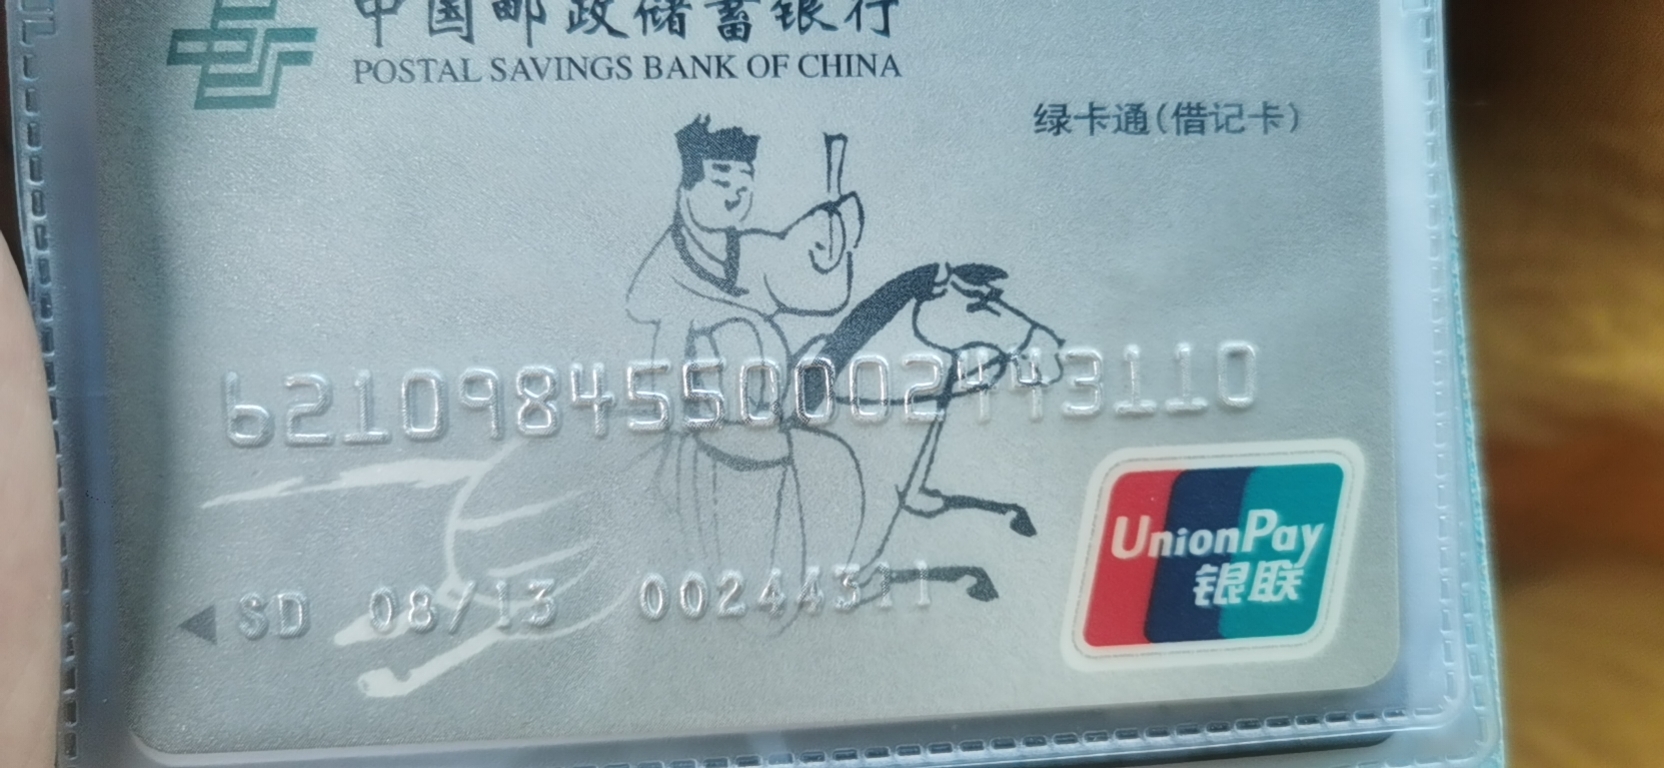 中国邮政储蓄银行
POSTAL SAVINGS BANK OF CHINA
绿卡通(借记卡)
6210984550002443110
SD 08/13 00244311
UnionPay
银联